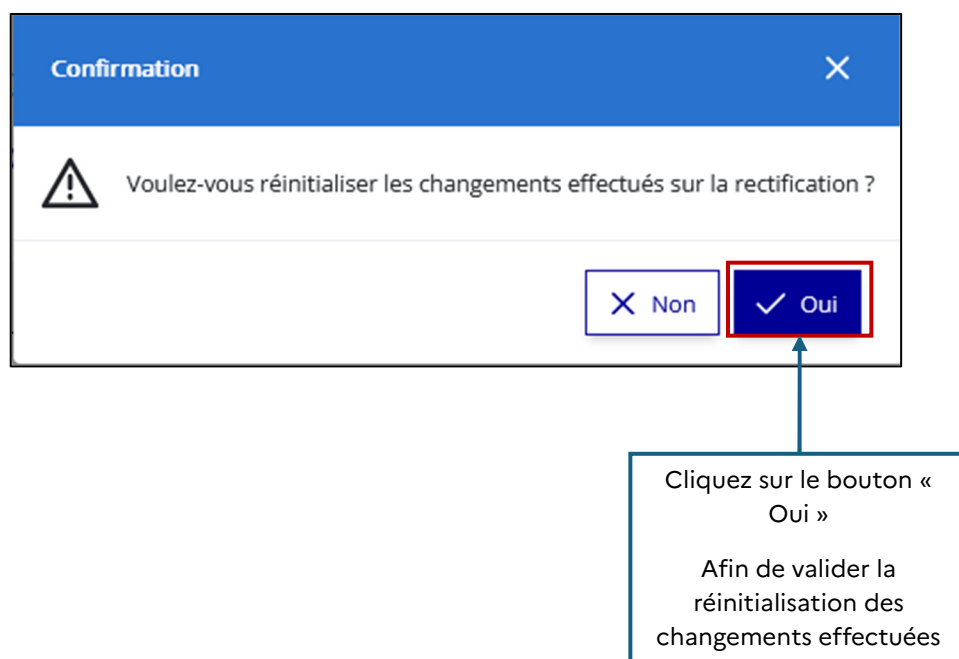 Confirmation
Voulez-vous réinitialiser les changements effectués sur la rectification ?
Non
Oui
Cliquez sur le bouton «
Oui »
Afin de valider la
réinitialisation des
changements effectuées